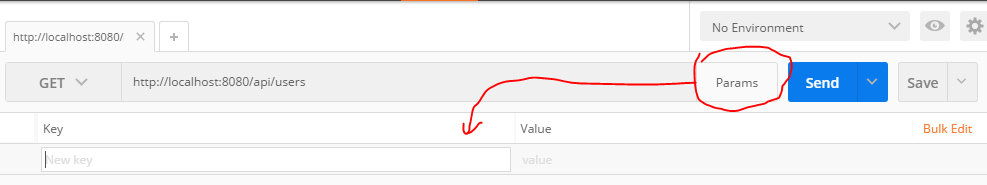 No Environment
http://localhost:8080/
GET http://localhost:8080/api/users Params Send Save
Key Value Bulk Edit
New key value